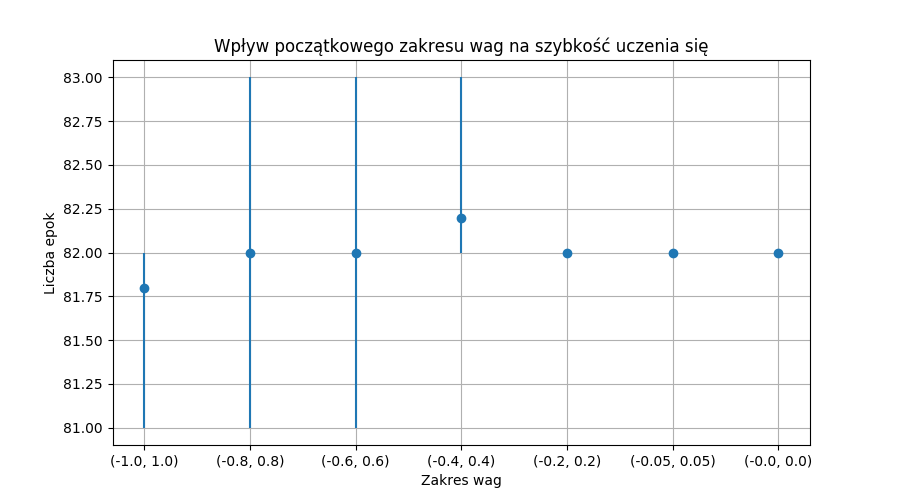 Wpływ początkowego zakresu wag na szybkość uczenia się
Liczba epok
83.00
82.75
82.50
82.25
82.00
81.75
81.50
81.25
81.00
(-1.0, 1.0) (-0.8, 0.8) (-0.6, 0.6) (-0.4, 0.4) (-0.2, 0.2) (-0.05, 0.05) (-0.0, 0.0)
Zakres wag